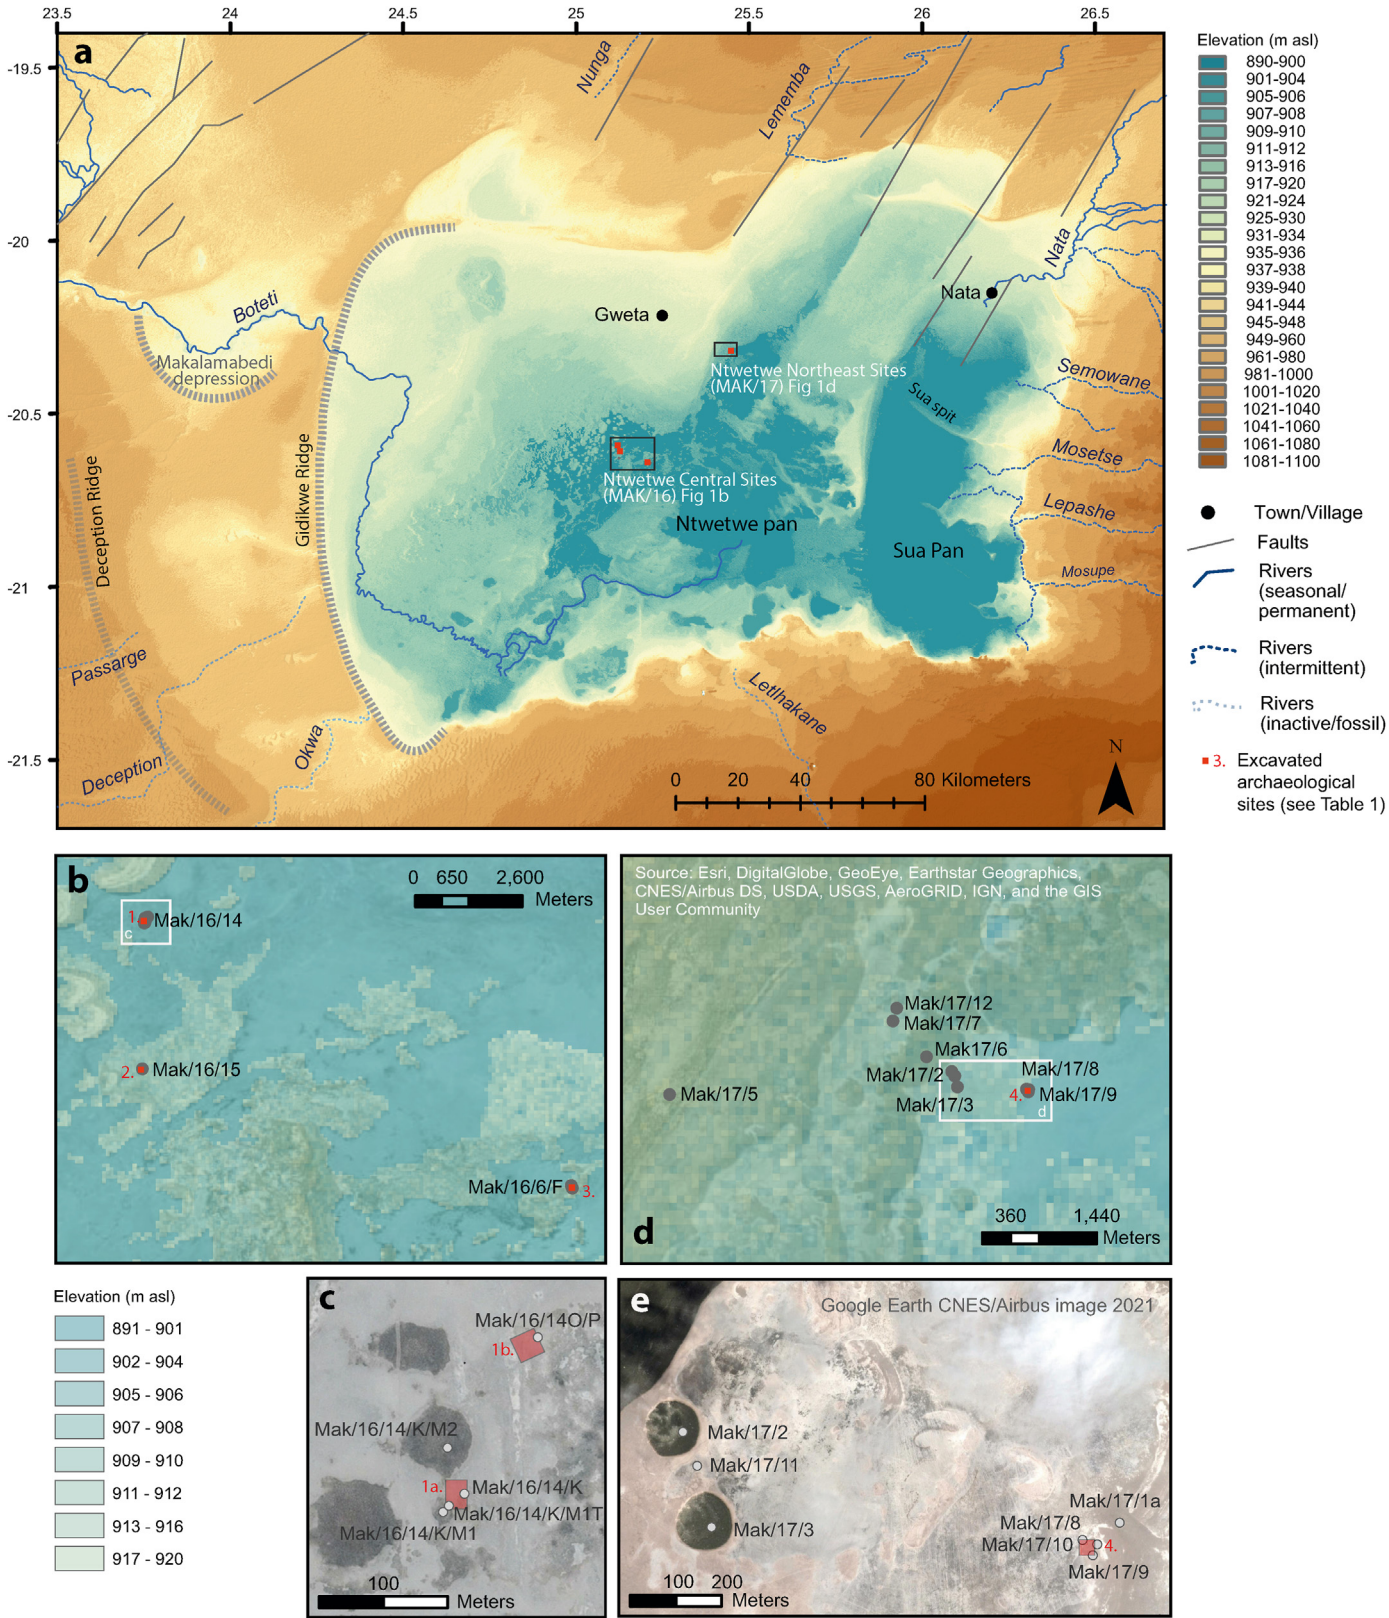 23.5
24
24.5
25
25.5
26
26.5
a
-19.5
-20
-20.5
-21
-21.5
Nunga
Lememba
Nata
Boteti
Makalamabedi
depression
Gweta
Nata
Ntwetwe Northeast Sites
(MAK/17) Fig 1d
Semowane
Sua spit
Deception Ridge
Gidikwe Ridge
Ntwetwe Central Sites
(MAK/16) Fig 1b
Mosetse
Lepashe
Ntwetwe pan
Sua Pan
Mosupe
Passarge
Letlhakane
Okwa
Deception
0 20 40 80 Kilometers
N
Elevation (m asl)
890-900
901-904
905-906
907-908
909-910
911-912
913-916
917-920
921-924
925-930
931-934
935-936
937-938
939-940
941-944
945-948
949-960
961-980
981-1000
1001-1020
1021-1040
1041-1060
1061-1080
1081-1100
Town/Village
Faults
Rivers
(seasonal/
permanent)
Rivers
(intermittent)
Rivers
(inactive/fossil)
3. Excavated
archaeological
sites (see Table 1)
b
0 650 2,600
Meters
1. Mak/16/14
c
2. Mak/16/15
Mak/16/6/F 3.
Source: Esri, DigitalGlobe, GeoEye, Earthstar Geographics,
CNES/Airbus DS, USDA, USGS, AeroGRID, IGN, and the GIS
User Community
Mak/17/12
Mak/17/7
Mak17/6
Mak/17/2
Mak/17/8
Mak/17/5
4. Mak/17/9
Mak/17/3
d
360 1,440
Meters
d
Elevation (m asl)
891 - 901
902 - 904
905 - 906
907 - 908
909 - 910
911 - 912
913 - 916
917 - 920
c
Mak/16/14O/P
1b.
Mak/16/14/K/M2
1a. Mak/16/14/K
Mak/16/14/K/M1T
Mak/16/14/K/M1
100
Meters
e
Google Earth CNES/Airbus image 2021
Mak/17/2
Mak/17/11
Mak/17/3
Mak/17/1a
Mak/17/8
Mak/17/10 4.
Mak/17/9
100 200
Meters